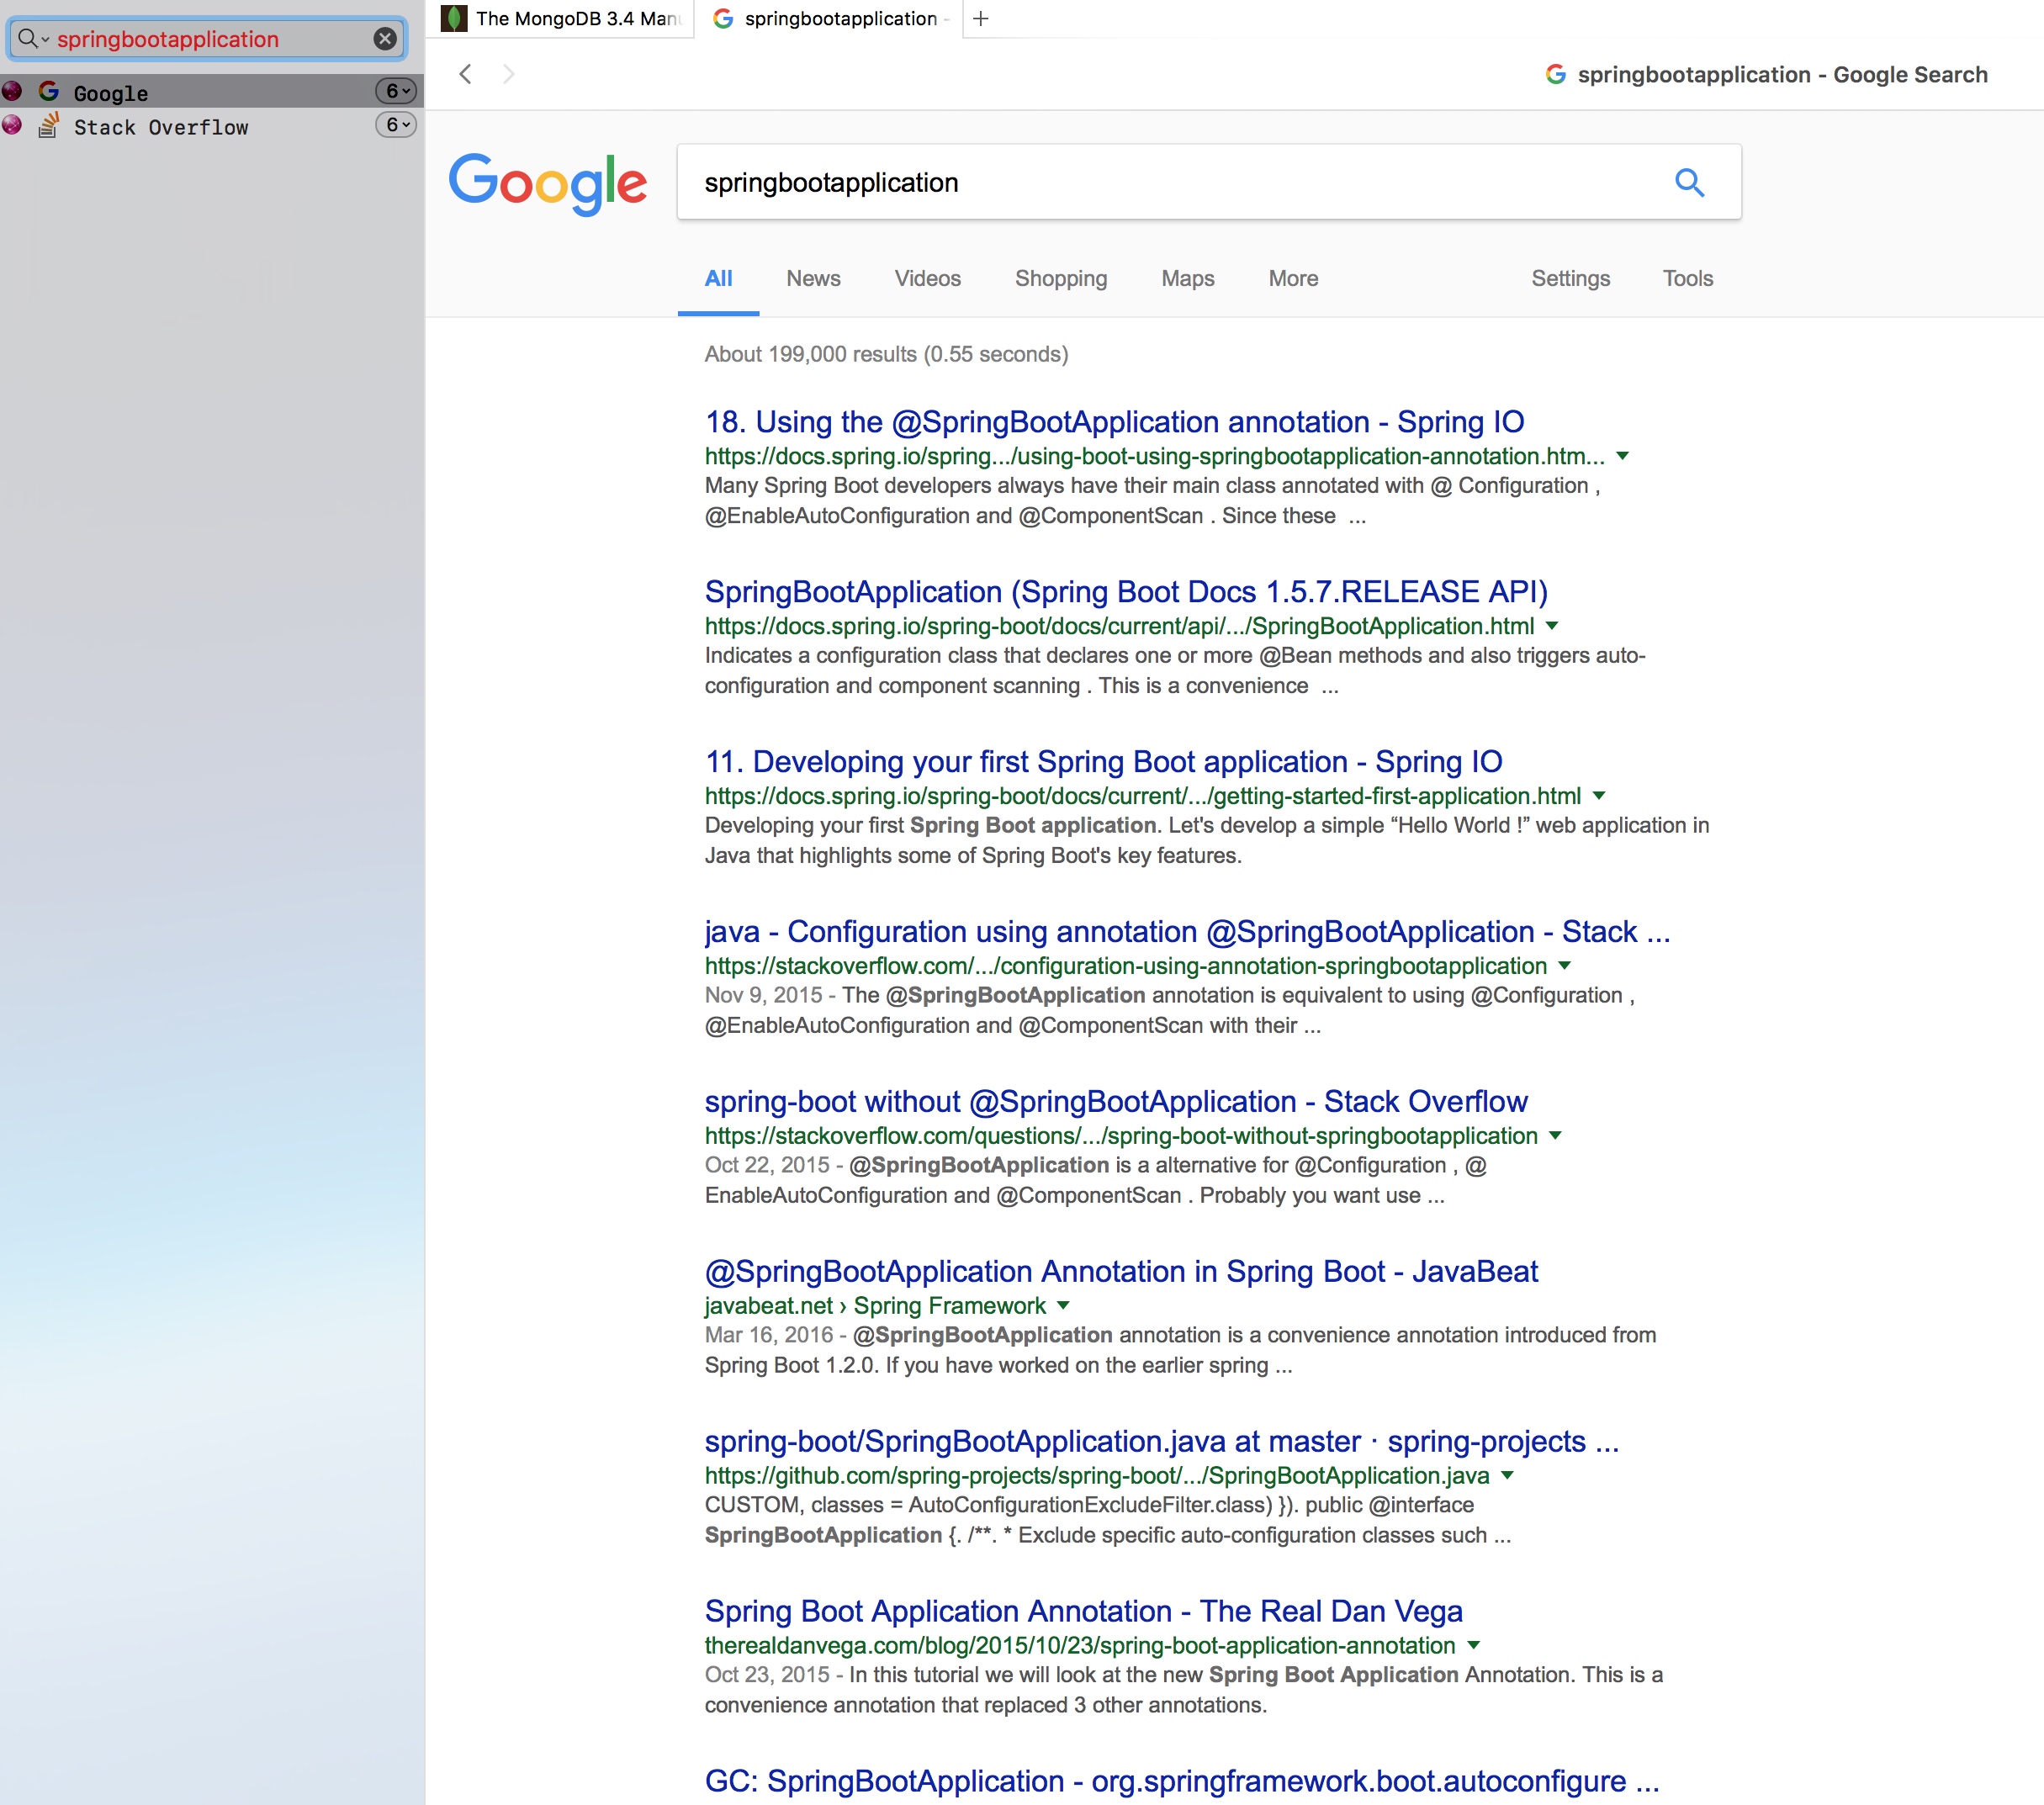 springbootapplication
Google 6
Stack Overflow 6
The MongoDB 3.4 Man
springbootapplication -
springbootapplication - Google Search
Google
springbootapplication
All News Videos Shopping Maps More Settings Tools
About 199,000 results (0.55 seconds)
18. Using the @SpringBootApplication annotation - Spring IO
https://docs.spring.io/spring.../using-boot-using-springbootapplication-annotation.htm...
Many Spring Boot developers always have their main class annotated with @ Configuration ,
@EnableAutoConfiguration and @ComponentScan . Since these ...
SpringBootApplication (Spring Boot Docs 1.5.7.RELEASE API)
https://docs.spring.io/spring-boot/docs/current/api/.../SpringBootApplication.html
Indicates a configuration class that declares one or more @Bean methods and also triggers auto-
configuration and component scanning . This is a convenience ...
11. Developing your first Spring Boot application - Spring IO
https://docs.spring.io/spring-boot/docs/current/.../getting-started-first-application.html
Developing your first Spring Boot application. Let's develop a simple “Hello World !” web application in
Java that highlights some of Spring Boot's key features.
java - Configuration using annotation @SpringBootApplication - Stack ...
https://stackoverflow.com/.../configuration-using-annotation-springbootapplication
Nov 9, 2015 - The @SpringBootApplication annotation is equivalent to using @Configuration ,
@EnableAutoConfiguration and @ComponentScan with their ...
spring-boot without @SpringBootApplication - Stack Overflow
https://stackoverflow.com/questions/.../spring-boot-without-springbootapplication
Oct 22, 2015 - @SpringBootApplication is a alternative for @Configuration , @
EnableAutoConfiguration and @ComponentScan . Probably you want use ...
@SpringBootApplication Annotation in Spring Boot - JavaBeat
javabeat.net › Spring Framework
Mar 16, 2016 - @SpringBootApplication annotation is a convenience annotation introduced from
Spring Boot 1.2.0. If you have worked on the earlier spring ...
spring-boot/SpringBootApplication.java at master · spring-projects ...
https://github.com/spring-projects/spring-boot/.../SpringBootApplication.java
CUSTOM, classes = AutoConfigurationExcludeFilter.class) }). public @interface
SpringBootApplication {. /**. * Exclude specific auto-configuration classes such ...
Spring Boot Application Annotation - The Real Dan Vega
therealdanvega.com/blog/2015/10/23/spring-boot-application-annotation
Oct 23, 2015 - In this tutorial we will look at the new Spring Boot Application Annotation. This is a
convenience annotation that replaced 3 other annotations.
GC: SpringBootApplication - org.springframework.boot.autoconfigure ...